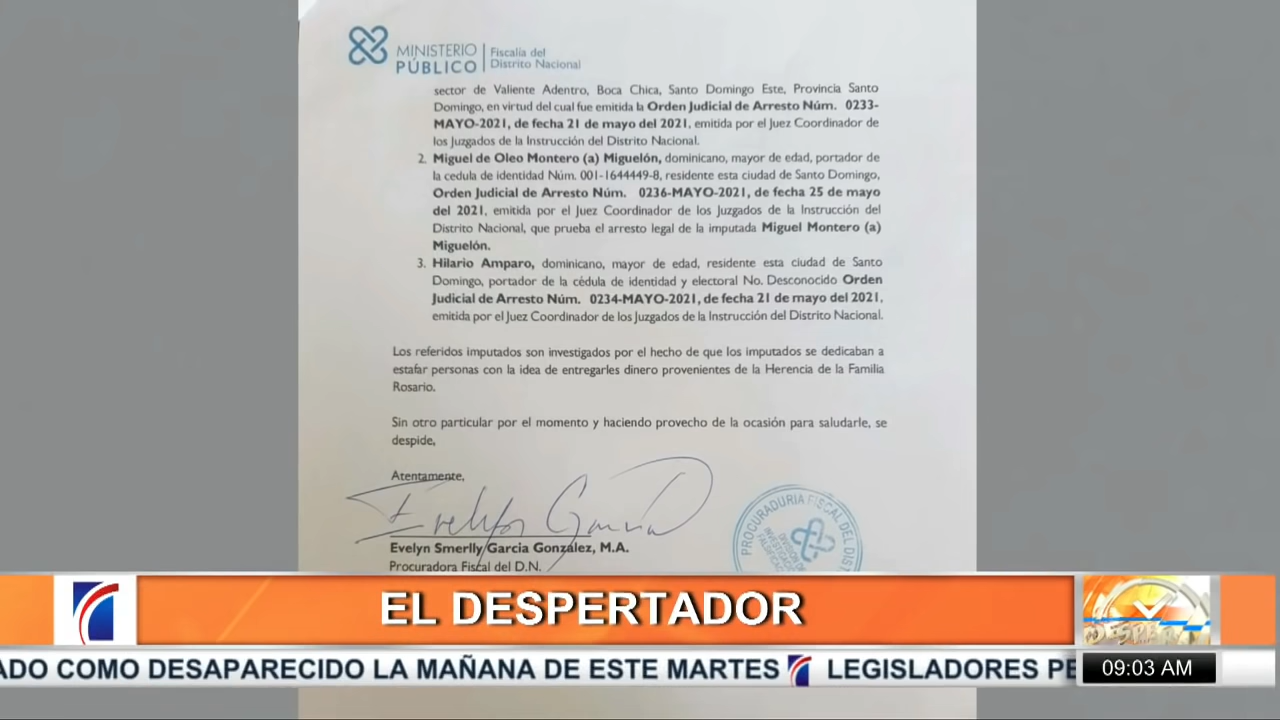 MINISTERIO PÚBLICO | Fiscalía del Distrito Nacional
sector de Valiente Adentro, Boca Chica, Santo Domingo Este, Provincia Santo
Domingo, en virtud del cual fue emitida la Orden Judicial de Arresto Núm. 0233-
MAYO-2021, de fecha 21 de mayo del 2021, emitida por el Juez Coordinador de
los Juzgados de la Instrucción del Distrito Nacional.
2. Miguel de Oleo Montero (a) Miguelón, dominicano, mayor de edad, portador de
la cedula de identidad Núm. 001-1644449-8, residente esta ciudad de Santo Domingo,
Orden Judicial de Arresto Núm. 0236-MAYO-2021, de fecha 25 de mayo
del 2021, emitida por el Juez Coordinador de los Juzgados de la Instrucción del
Distrito Nacional, que prueba el arresto legal de la imputada Miguel Montero (a)
Miguelón.
3. Hilario Amparo, dominicano, mayor de edad, residente esta ciudad de Santo
Domingo, portador de la cédula de identidad y electoral No. Desconocido Orden
Judicial de Arresto Núm. 0234-MAYO-2021, de fecha 21 de mayo del 2021,
emitida por el Juez Coordinador de los Juzgados de la Instrucción del Distrito Nacional.
Los referidos imputados son investigados por el hecho de que los imputados se dedicaban a
estafar personas con la idea de entregarles dinero provenientes de la Herencia de la Familia
Rosario.
Sin otro particular por el momento y haciendo provecho de la ocasión para saludarle, se
despide,
Atentamente,
Evelyn Smerlly Garcia González, M.A.
Procuradora Fiscal del D.N.
PROCURADURIA FISCAL DEL DIST
EL DESPERTADOR
ADO COMO DESAPARECIDO LA MAÑANA DE ESTE MARTES LEGISLADORES PE
09:03 AM